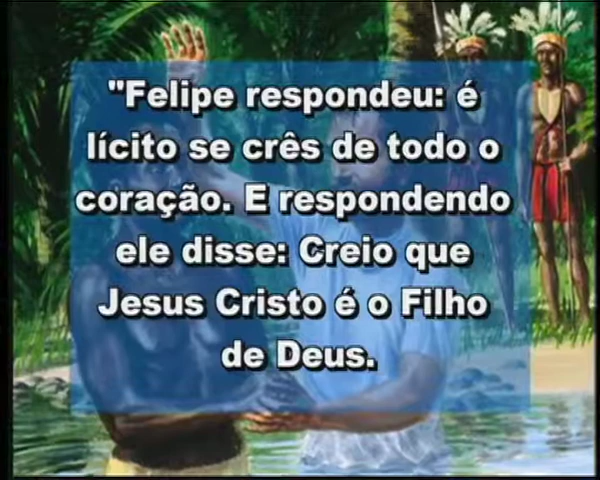 "Felipe respondeu: é
lícito se crês de todo o
coração. E respondendo
ele disse: Creio que
Jesus Cristo é o Filho
de Deus.